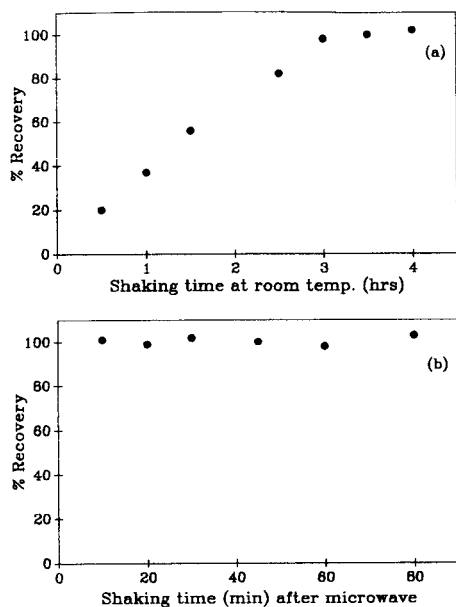 100
(a)
80
% Recovery
60
40
20
0
0 1 2 3 4
Shaking time at room temp. (hrs)
100
(b)
80
% Recovery
60
40
20
0
0 20 40 60 80
Shaking time (min) after microwave